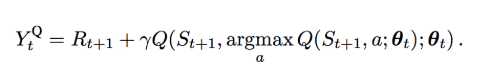 Y_t^Q = R_{t+1} + γQ(S_{t+1}, argmax_a Q(S_{t+1}, a; θ_t); θ_t) .